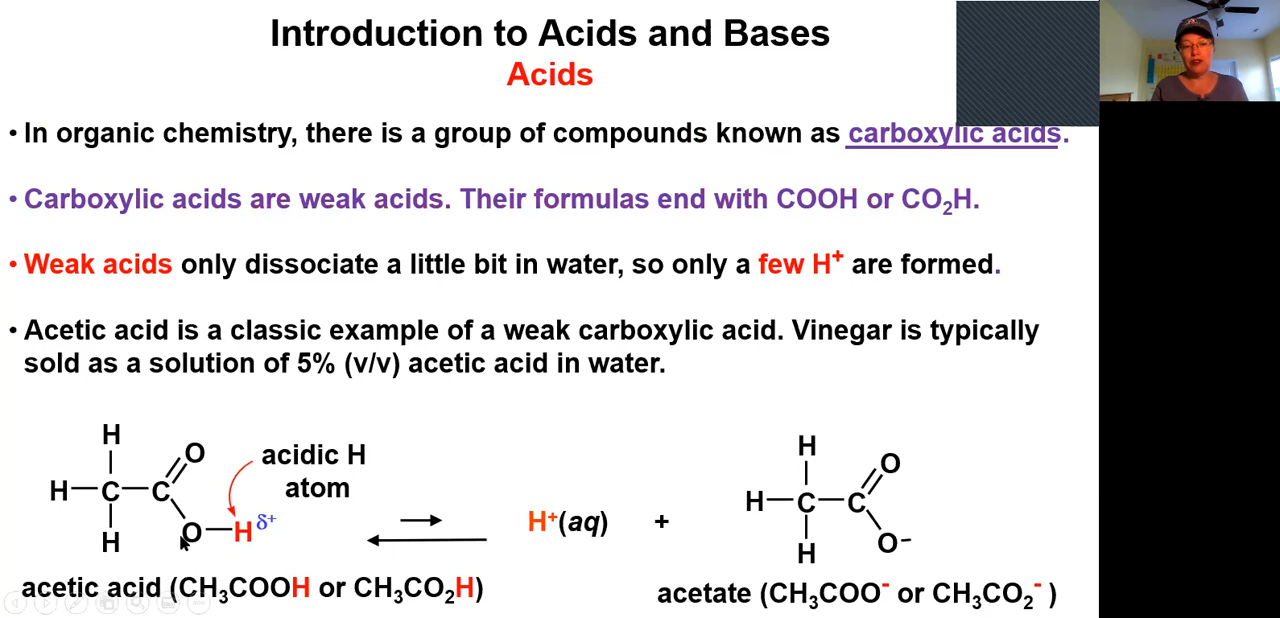 Introduction to Acids and Bases
Acids
• In organic chemistry, there is a group of compounds known as carboxylic acids.
• Carboxylic acids are weak acids. Their formulas end with COOH or CO₂H.
• Weak acids only dissociate a little bit in water, so only a few H⁺ are formed.
• Acetic acid is a classic example of a weak carboxylic acid. Vinegar is typically
sold as a solution of 5% (v/v) acetic acid in water.
H
O
H—C—C
H
O—H δ+
acidic H
atom
H⁺(aq) +
H
O
H—C—C
H
O−
acetic acid (CH₃COOH or CH₃CO₂H)
acetate (CH₃COO⁻ or CH₃CO₂⁻ )